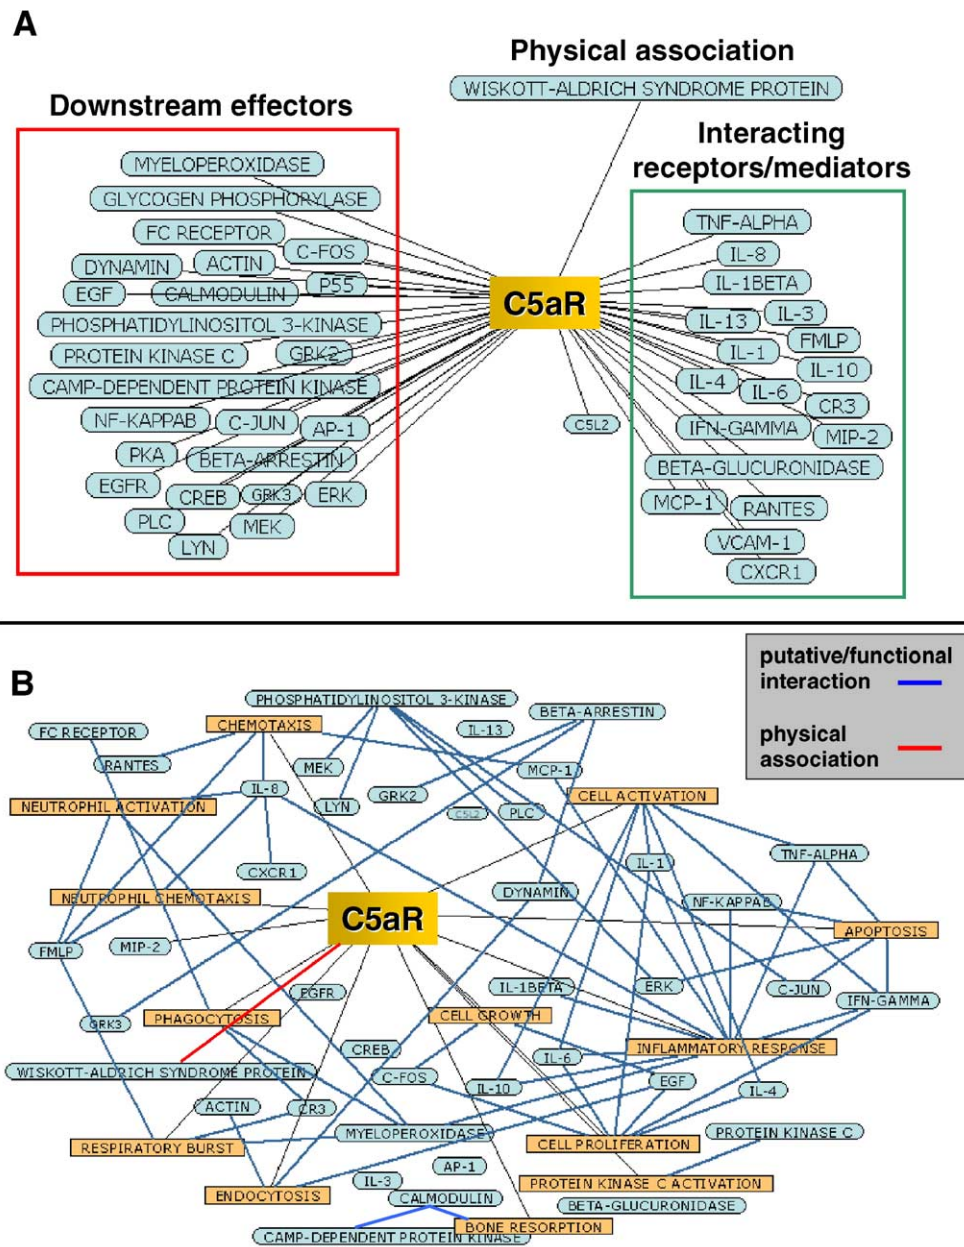 A
Physical association
WISKOTT-ALDRICH SYNDROME PROTEIN
Downstream effectors
Interacting
receptors/mediators
MYELOPEROXIDASE
GLYCOGEN PHOSPHORYLASE
FC RECEPTOR
C-FOS
DYNAMIN
ACTIN
P55
EGF
CALMODULIN
PHOSPHATIDYLINOSITOL 3-KINASE
PROTEIN KINASE C
GRK2
CAMP-DEPENDENT PROTEIN KINASE
NF-KAPPAB
C-JUN
AP-1
PKA
BETA-ARRESTIN
EGFR
CREB
GRK3
ERK
PLC
MEK
LYN
C5aR
C5L2
TNF-ALPHA
IL-8
IL-1BETA
IL-13
IL-3
FMLP
IL-1
IL-10
IL-4
IL-6
CR3
IFN-GAMMA
MIP-2
BETA-GLUCURONIDASE
MCP-1
RANTES
VCAM-1
CXCR1
B
putative/functional
interaction
physical
association
PHOSPHATIDYLINOSITOL 3-KINASE
BETA-ARRESTIN
FC RECEPTOR
CHEMOTAXIS
IL-13
RANTES
MEK
MCP-1
IL-8
GRK2
CELL ACTIVATION
NEUTROPHIL ACTIVATION
LYN
C5L2
PLC
TNF-ALPHA
CXCR1
IL-1
NEUTROPHIL CHEMOTAXIS
DYNAMIN
NF-KAPPAB
C5aR
APOPTOSIS
FMLP
MIP-2
EGFR
IL-1BETA
ERK
C-JUN
IFN-GAMMA
GRK3
PHAGOCYTOSIS
CELL GROWTH
CREB
IL-6
INFLAMMATORY RESPONSE
WISKOTT-ALDRICH SYNDROME PROTEIN
C-FOS
IL-10
EGF
IL-4
ACTIN
CR3
MYELOPEROXIDASE
PROTEIN KINASE C
RESPIRATORY BURST
CELL PROLIFERATION
AP-1
IL-3
PROTEIN KINASE C ACTIVATION
ENDOCYTOSIS
CALMODULIN
BETA-GLUCURONIDASE
BONE RESORPTION
CAMP-DEPENDENT PROTEIN KINASE